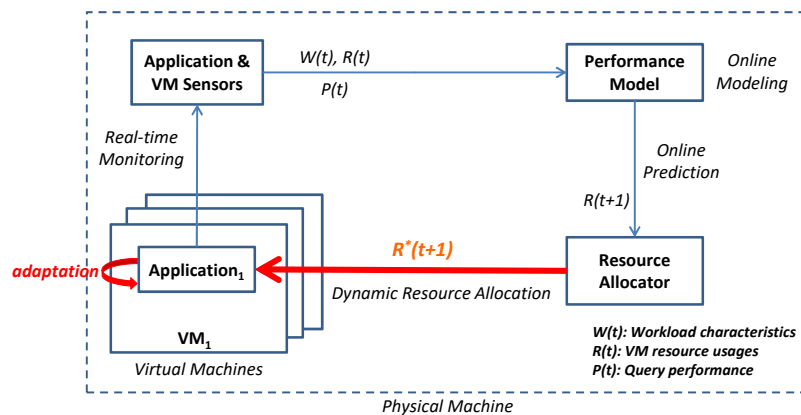 Application &
VM Sensors
W(t), R(t)
P(t)
Performance
Model
Online
Modeling
Real-time
Monitoring
Online
Prediction
R(t+1)
adaptation
Application1
R*(t+1)
Resource
Allocator
Dynamic Resource Allocation
VM1
Virtual Machines
W(t): Workload characteristics
R(t): VM resource usages
P(t): Query performance
Physical Machine